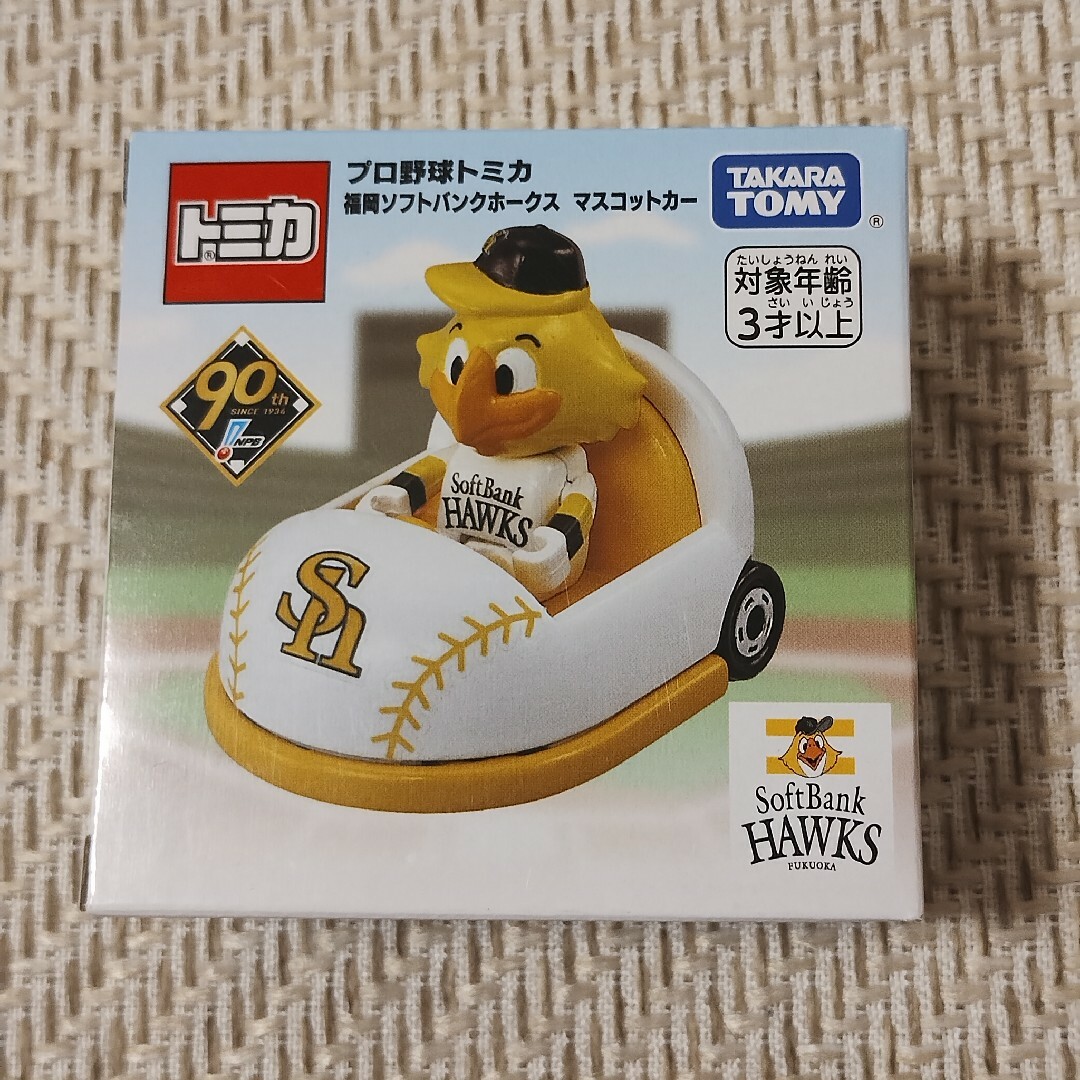 トミカ
®
プロ野球トミカ
福岡ソフトバンクホークス マスコットカー
TAKARA
TOMY
®
たいしょうねんれい
対象年齢
さいいじょう
3才以上
90th
SINCE 1934
NPB
SoftBank
HAWKS
SH
SoftBank
HAWKS
FUKUOKA